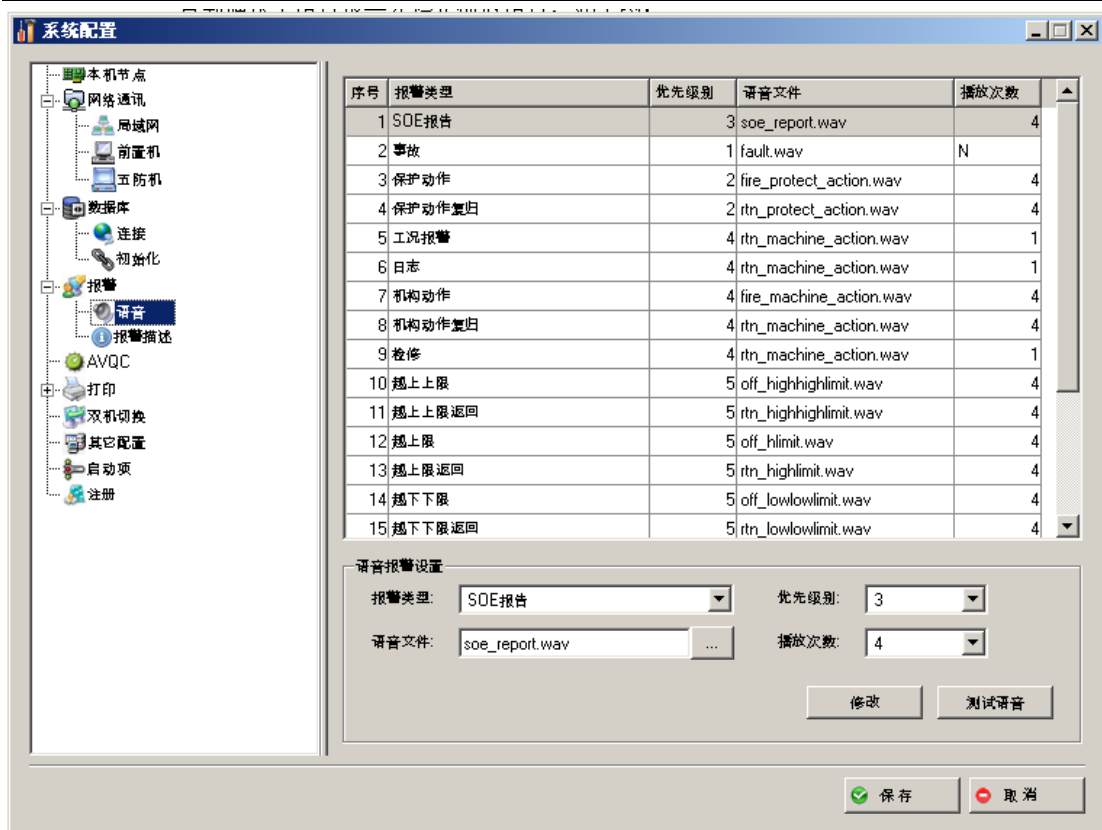 系统配置
本机节点
网络通讯
局域网
前置机
五防机
数据库
连接
初始化
报警
语音
报警描述
AVQC
打印
双机切换
其它配置
启动项
注册
序号 报警类型 优先级别 语音文件 播放次数
1 SOE报告 3 soe_report.wav 4
2 事故 1 fault.wav N
3 保护动作 2 fire_protect_action.wav 4
4 保护动作复归 2 rtn_protect_action.wav 4
5 工况报警 4 rtn_machine_action.wav 1
6 日志 4 rtn_machine_action.wav 1
7 机构动作 4 fire_machine_action.wav 4
8 机构动作复归 4 rtn_machine_action.wav 4
9 检修 4 rtn_machine_action.wav 1
10 越上上限 5 off_highhighlimit.wav 4
11 越上上限返回 5 rtn_highhighlimit.wav 4
12 越上限 5 off_hlimit.wav 4
13 越上限返回 5 rtn_highlimit.wav 4
14 越下下限 5 off_lowlowlimit.wav 4
15 越下下限返回 5 rtn_lowlowlimit.wav 4
语音报警设置
报警类型: SOE报告 优先级别: 3
语音文件: soe_report.wav ... 播放次数: 4
修改 测试语音
保存 取消